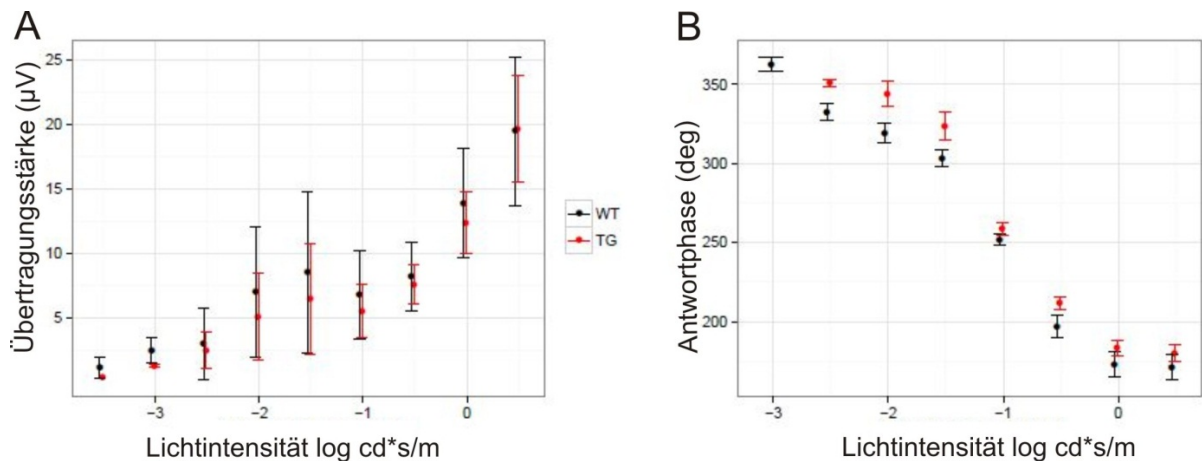 A
Übertragungsstärke (µV)
25
20
15
10
5
−3
−2
−1
0
Lichtintensität log cd*s/m
WT
TG
B
Antwortphase (deg)
350
300
250
200
−3
−2
−1
0
Lichtintensität log cd*s/m